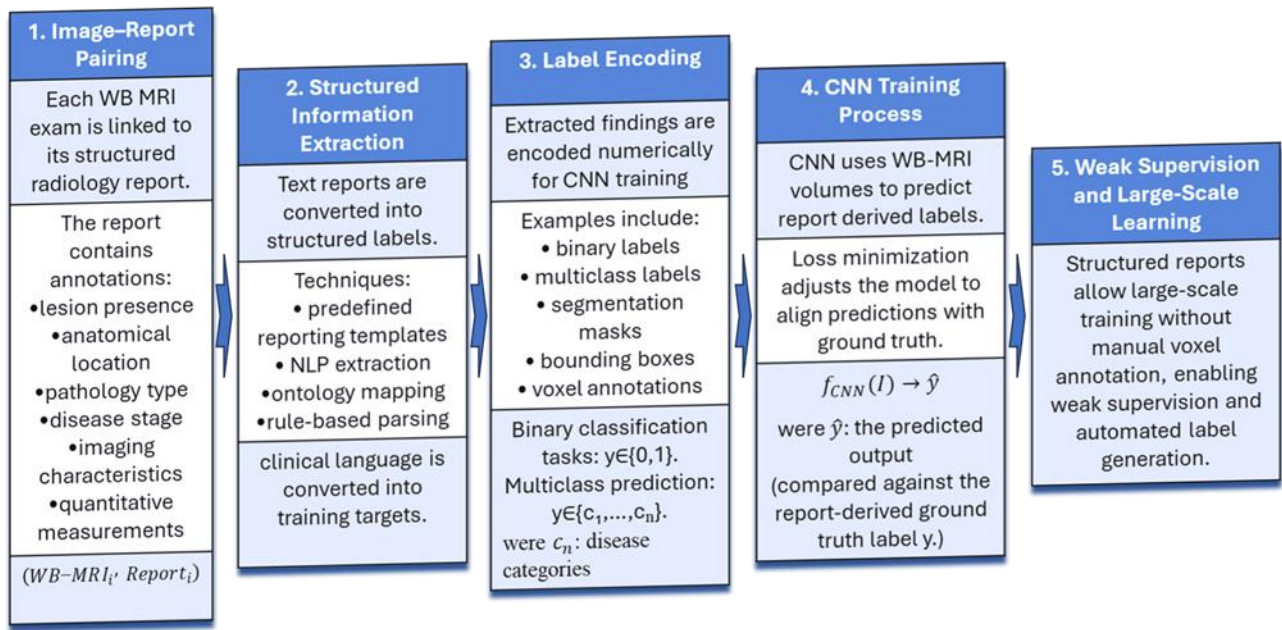 1. Image–Report
Pairing
Each WB MRI
exam is linked to
its structured
radiology report.
The report
contains
annotations:
•lesion presence
•anatomical
location
•pathology type
•disease stage
•imaging
characteristics
•quantitative
measurements
(WB–MRIᵢ, Reportᵢ)
2. Structured
Information
Extraction
Text reports are
converted into
structured labels.
Techniques:
• predefined
reporting templates
• NLP extraction
•ontology mapping
•rule-based parsing
clinical language is
converted into
training targets.
3. Label Encoding
Extracted findings are
encoded numerically
for CNN training
Examples include:
• binary labels
• multiclass labels
• segmentation
masks
• bounding boxes
• voxel annotations
Binary classification
tasks: y∈{0,1}.
Multiclass prediction:
y∈{c₁,...,cₙ}.
were cₙ: disease
categories
4. CNN Training
Process
CNN uses WB-MRI
volumes to predict
report derived labels.
Loss minimization
adjusts the model to
align predictions with
ground truth.
f_CNN(I) → ŷ
were ŷ: the predicted
output
(compared against the
report-derived ground
truth label y.)
5. Weak Supervision
and Large-Scale
Learning
Structured reports
allow large-scale
training without
manual voxel
annotation, enabling
weak supervision and
automated label
generation.